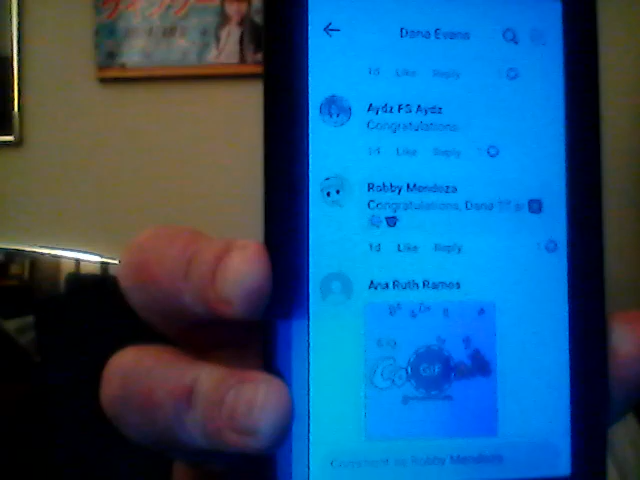 Dana Evans
1d Like Reply
Aydz FS Aydz
Congratulations
1d Like Reply
Robby Mendoza
Congratulations, Dana
1d Like Reply
Ana Ruth Ramos
GIF
Comment as Robby Mendoza